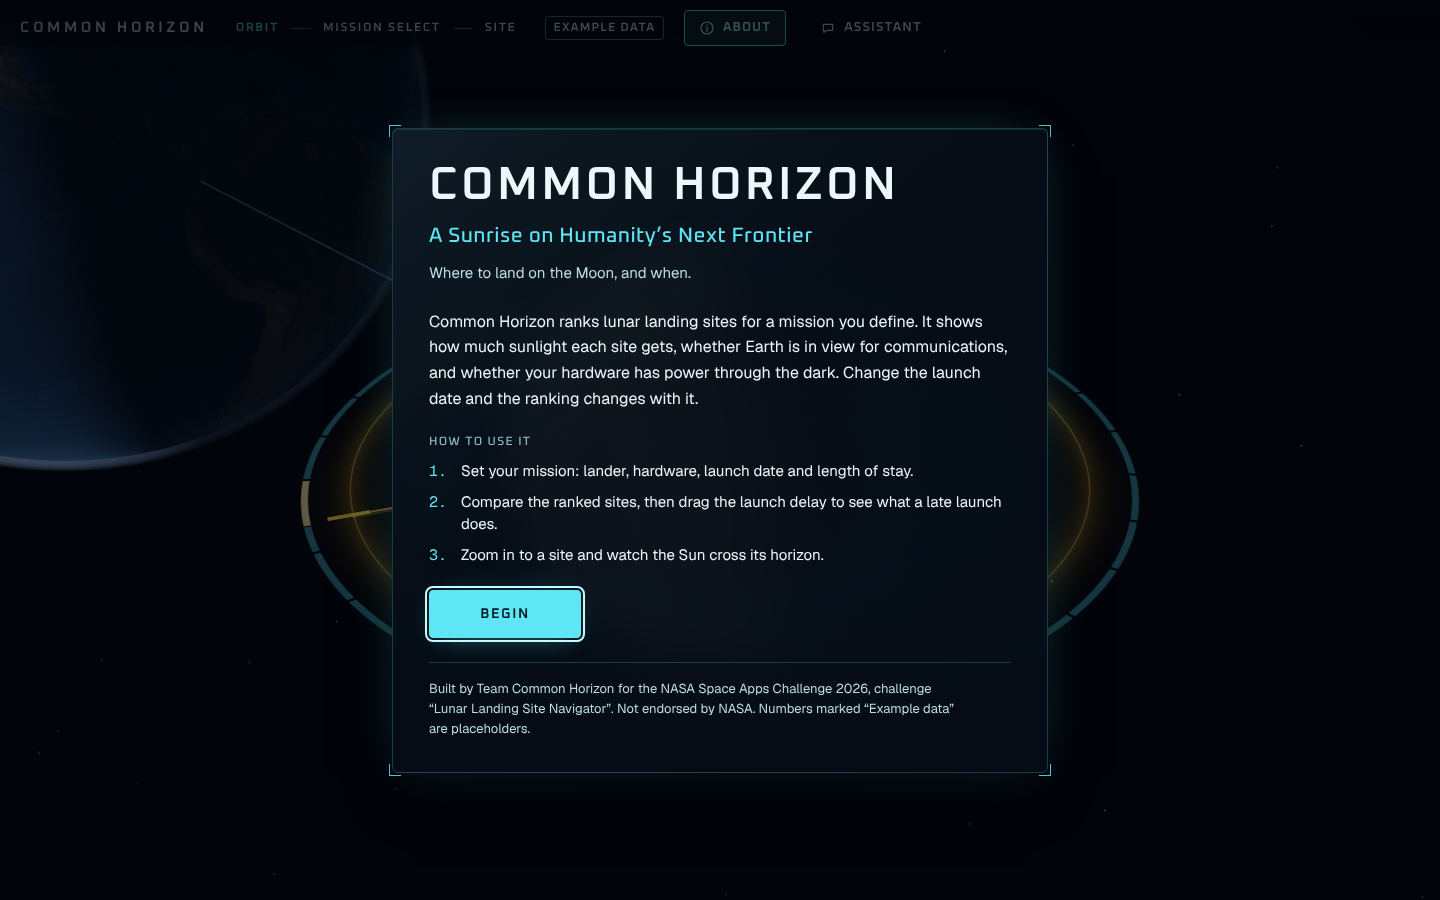 COMMON HORIZON
ORBIT
MISSION SELECT
SITE
EXAMPLE DATA
ABOUT
ASSISTANT
COMMON HORIZON
A Sunrise on Humanity’s Next Frontier
Where to land on the Moon, and when.
Common Horizon ranks lunar landing sites for a mission you define. It shows
how much sunlight each site gets, whether Earth is in view for communications,
and whether your hardware has power through the dark. Change the launch
date and the ranking changes with it.
HOW TO USE IT
1. Set your mission: lander, hardware, launch date and length of stay.
2. Compare the ranked sites, then drag the launch delay to see what a late launch
does.
3. Zoom in to a site and watch the Sun cross its horizon.
BEGIN
Built by Team Common Horizon for the NASA Space Apps Challenge 2026, challenge
“Lunar Landing Site Navigator”. Not endorsed by NASA. Numbers marked “Example data”
are placeholders.